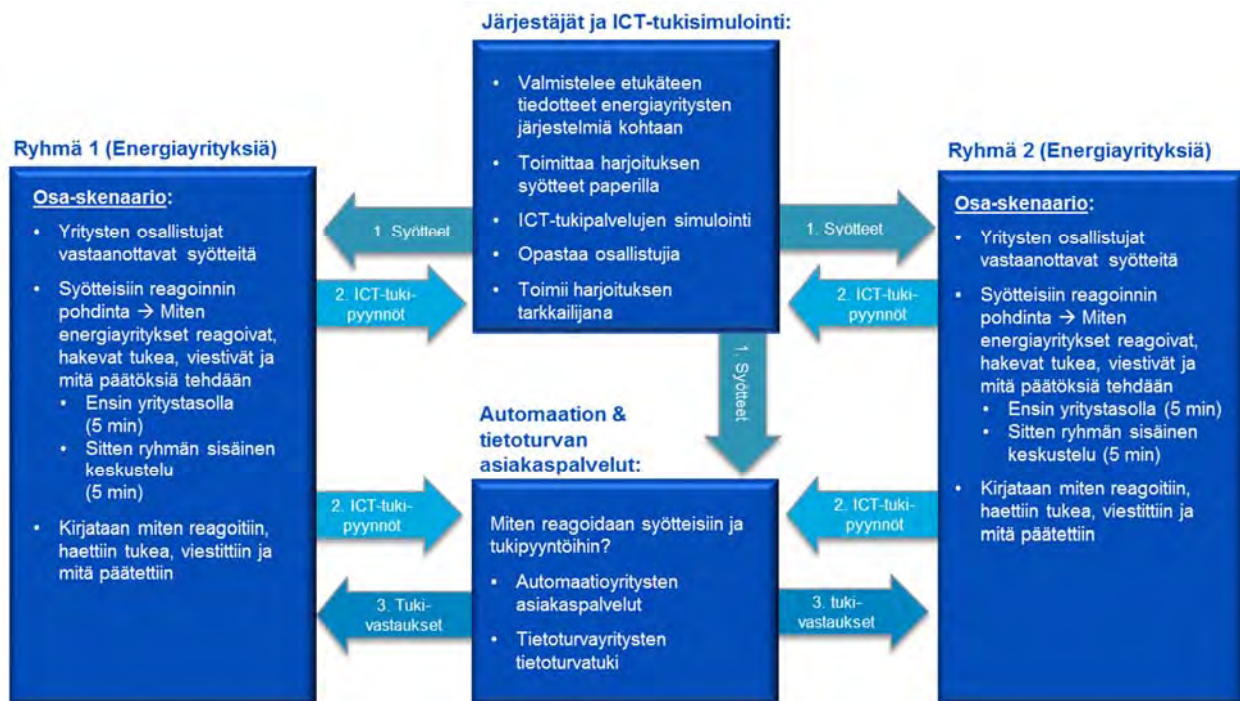 Järjestäjät ja ICT-tukisimulointi:
• Valmistelee etukäteen
tiedotteet energiayritysten
järjestelmiä kohtaan
• Toimittaa harjoituksen
syötteet paperilla
• ICT-tukipalvelujen simulointi
• Opastaa osallistujia
• Toimii harjoituksen
tarkkailijana
Ryhmä 1 (Energiayrityksiä)
Osa-skenaario:
• Yritysten osallistujat
vastaanottavat syötteitä
• Syötteisiin reagoinnin
pohdinta → Miten
energiayritykset reagoivat,
hakevat tukea, viestivät ja
mitä päätöksiä tehdään
• Ensin yritystasolla
(5 min)
• Sitten ryhmän sisäinen
keskustelu
(5 min)
• Kirjataan miten reagoitiin,
haettiin tukea, viestittiin ja
mitä päätettiin
1. Syötteet
2. ICT-tuki-
pyynnöt
2. ICT-tuki-
pyynnöt
3. Tuki-
vastaukset
1. Syötteet
Automaation &
tietoturvan
asiakaspalvelut:
Miten reagoidaan syötteisiin ja
tukipyyntöihin?
• Automaatioyritysten
asiakaspalvelut
• Tietoturvayritysten
tietoturvatuki
1. Syötteet
2. ICT-tuki-
pyynnöt
2. ICT-tuki-
pyynnöt
3. tuki-
vastaukset
Ryhmä 2 (Energiayrityksiä)
Osa-skenaario:
• Yritysten osallistujat
vastaanottavat syötteitä
• Syötteisiin reagoinnin
pohdinta → Miten
energiayritykset reagoivat,
hakevat tukea, viestivät ja
mitä päätöksiä tehdään
• Ensin yritystasolla (5 min)
• Sitten ryhmän sisäinen
keskustelu (5 min)
• Kirjataan miten reagoitiin,
haettiin tukea, viestittiin ja
mitä päätettiin